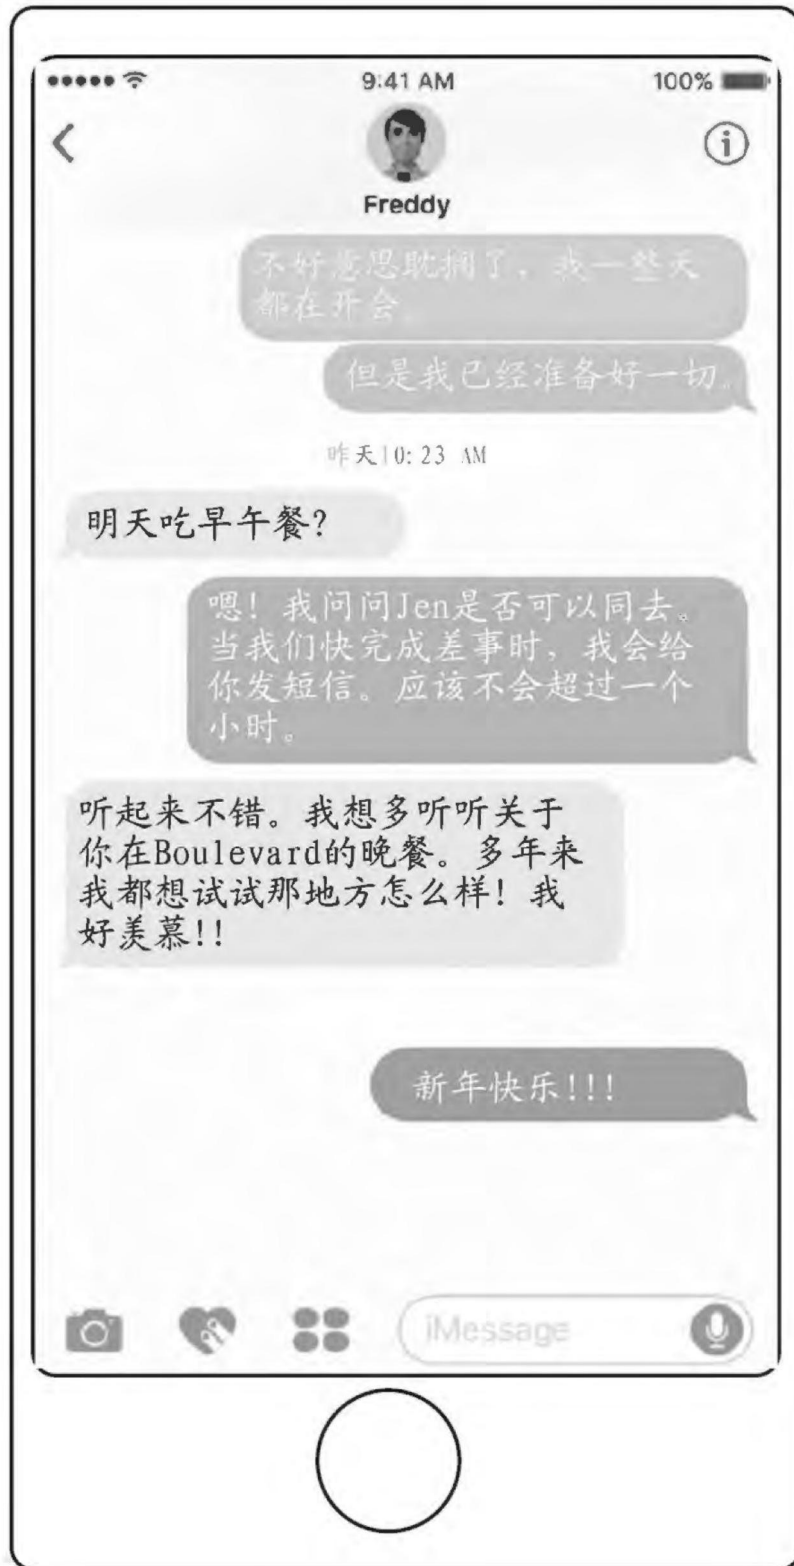 9:41 AM
100%
Freddy
不好意思耽搁了，我一整天
都在开会。
但是我已经准备好一切。
昨天10:23 AM
明天吃早午餐?
嗯！我问问Jen是否可以同去。
当我们快完成差事时，我会给
你发短信。应该不会超过一个
小时。
听起来不错。我想多听听关于
你在Boulevard的晚餐。多年来
我都想试试那地方怎么样！我
好羡慕!!
新年快乐!!!
iMessage